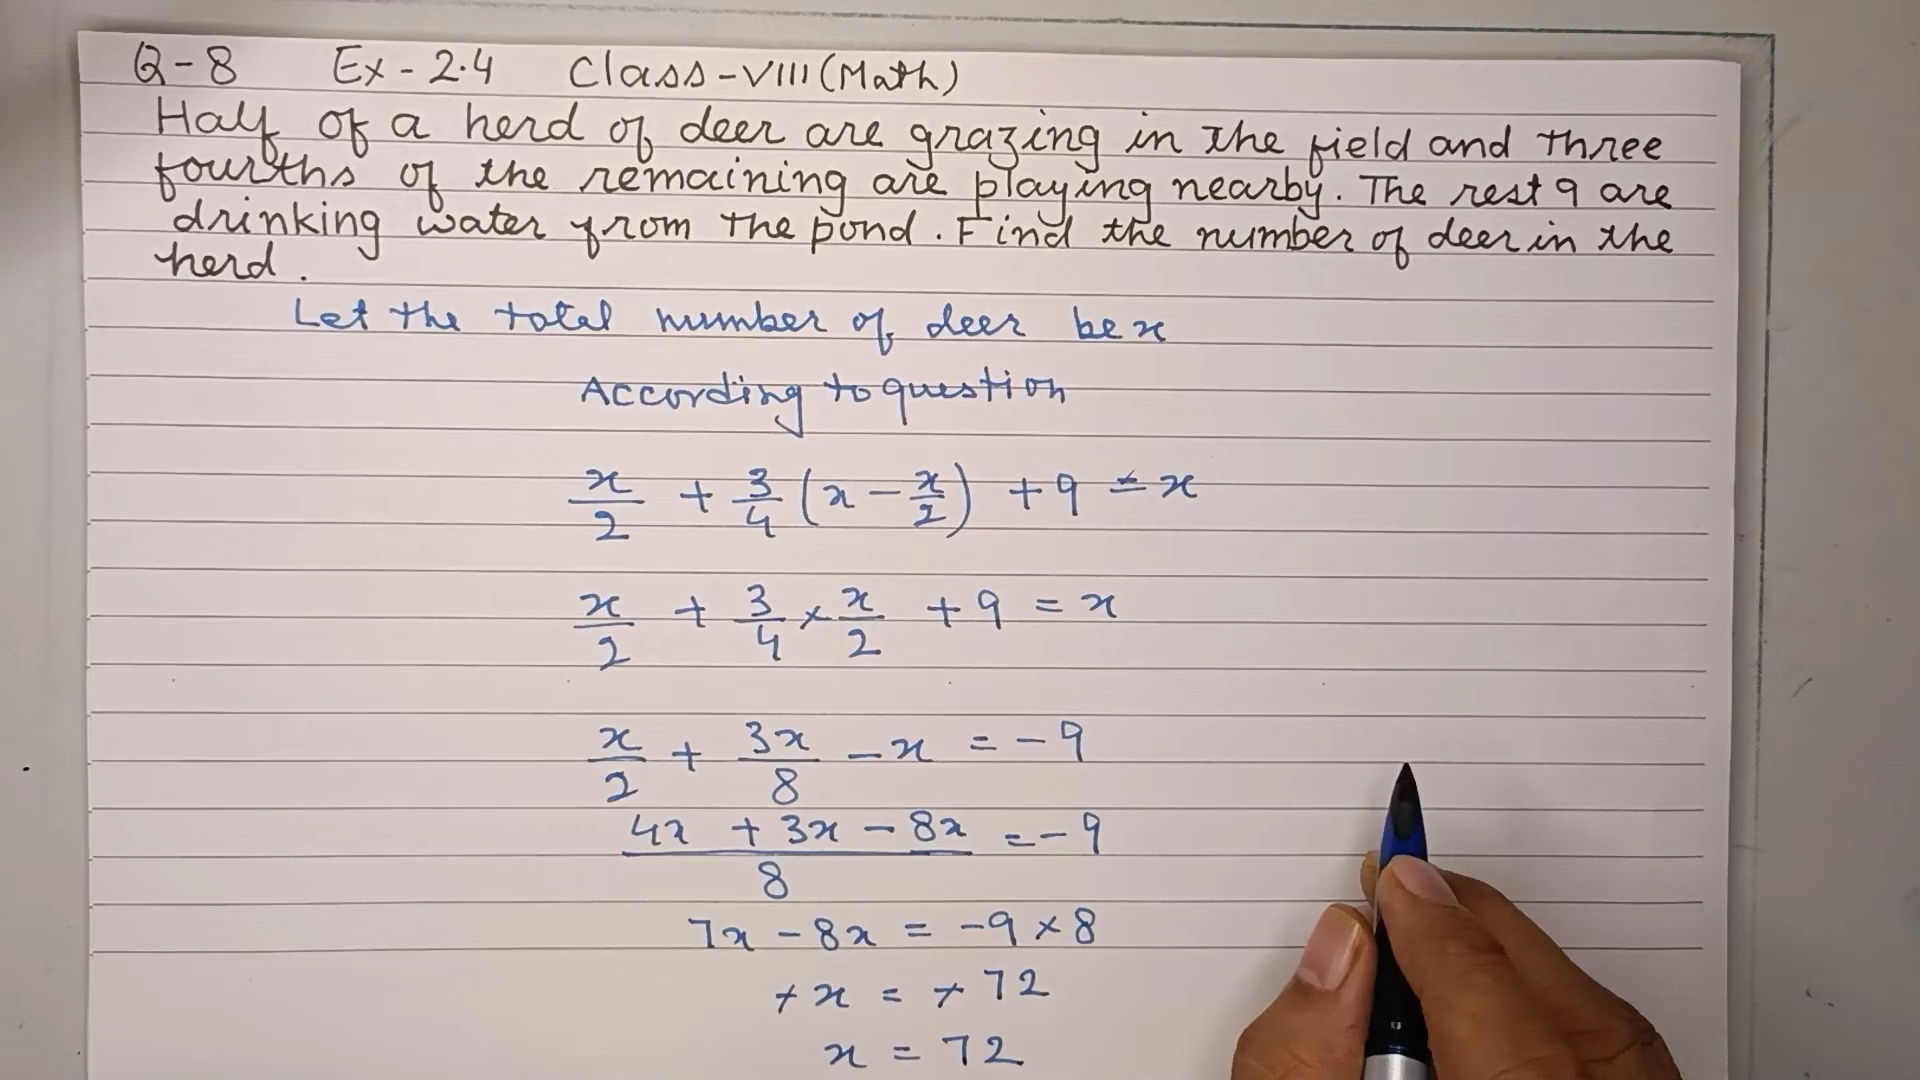 Q-8 Ex-2.4 Class-VIII (Math)
Half of a herd of deer are grazing in the field and three
fourths of the remaining are playing nearby. The rest 9 are
drinking water from the pond. Find the number of deer in the
herd.
Let the total number of deer be x
According to question
x/2 + 3/4 (x - x/2) + 9 = x
x/2 + 3/4 × x/2 + 9 = x
x/2 + 3x/8 - x = -9
(4x + 3x - 8x)/8 = -9
7x - 8x = -9 × 8
-x = -72
x = 72